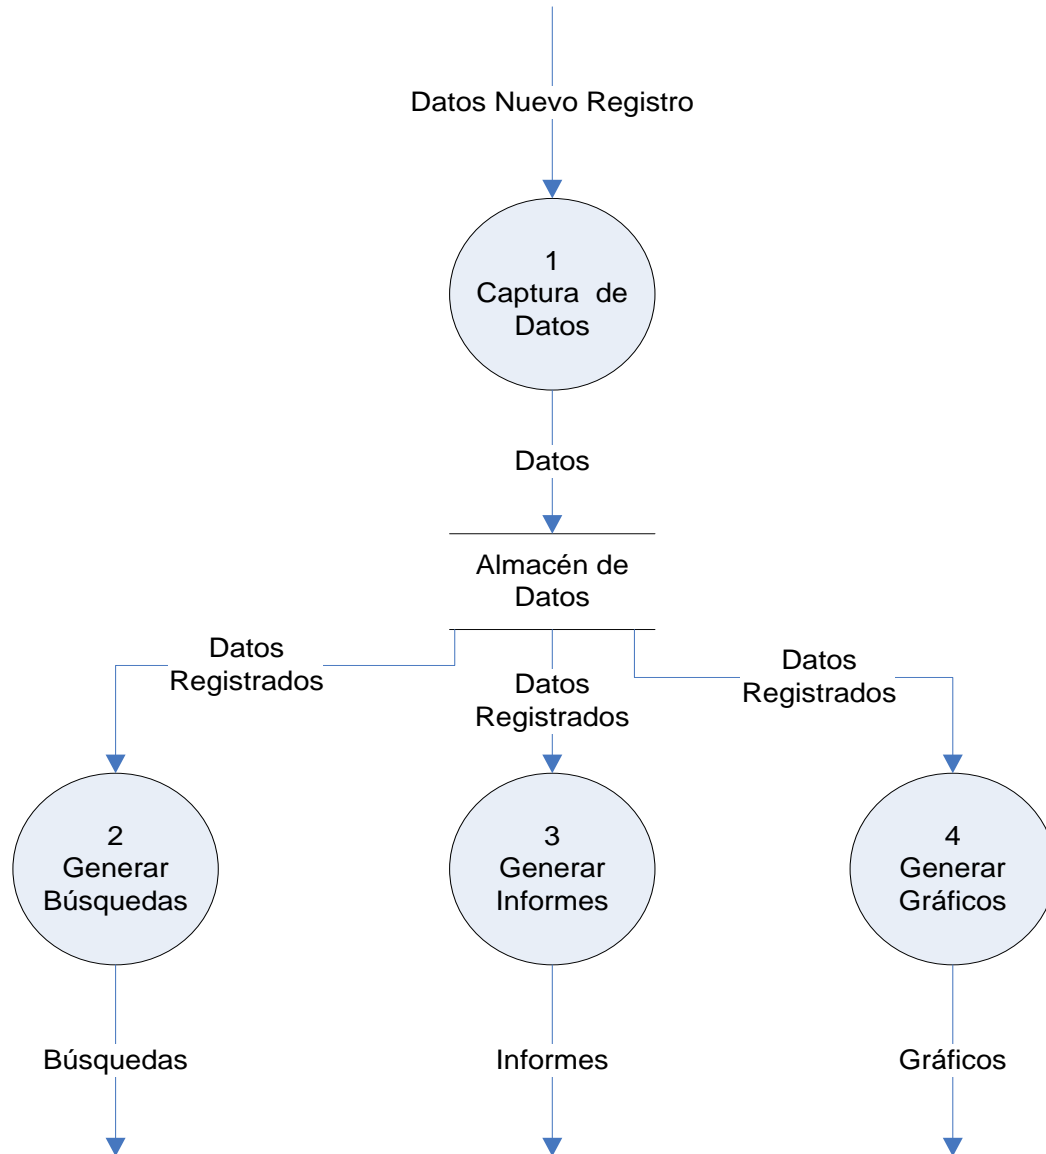 Datos Nuevo Registro
1
Captura de
Datos
Datos
Almacén de
Datos
Datos
Registrados
Datos
Registrados
Datos
Registrados
2
Generar
Búsquedas
3
Generar
Informes
4
Generar
Gráficos
Búsquedas
Informes
Gráficos